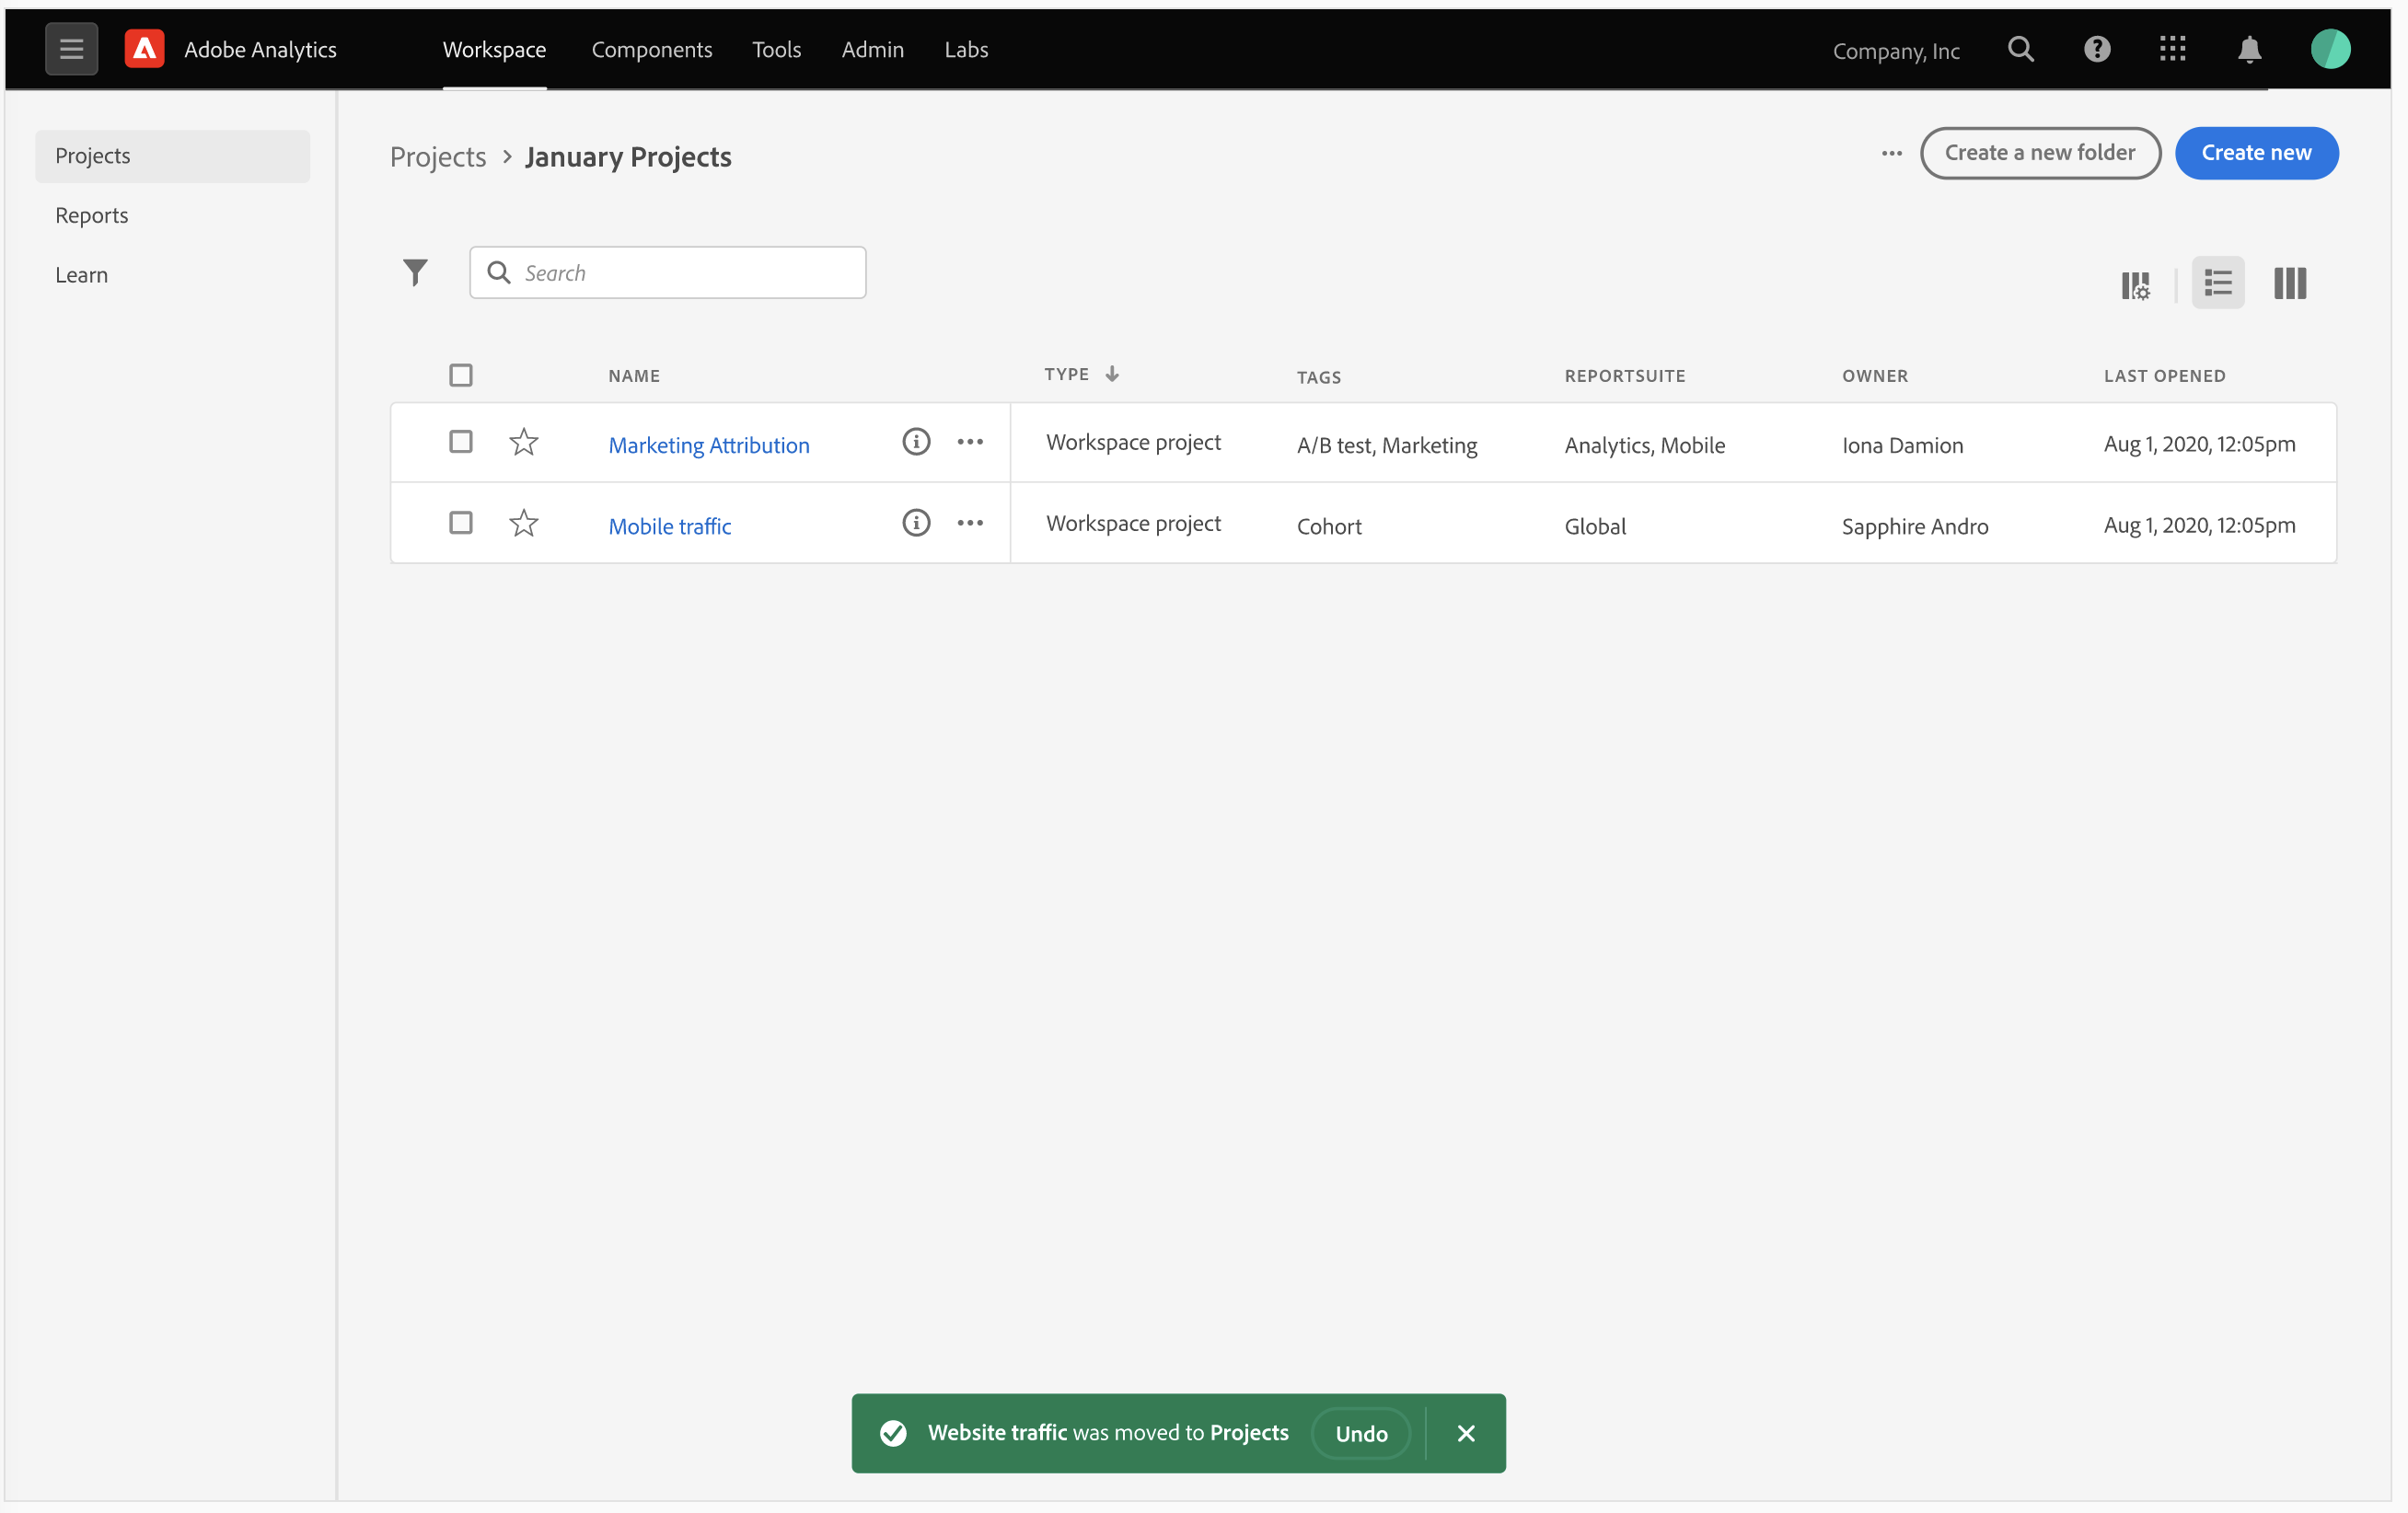 Adobe Analytics Workspace Components Tools Admin Labs Company, Inc
Projects
Reports
Learn
Projects > January Projects
Create a new folder
Create new
Search
NAME TYPE TAGS REPORTSUITE OWNER LAST OPENED
Marketing Attribution Workspace project A/B test, Marketing Analytics, Mobile Iona Damion Aug 1, 2020, 12:05pm
Mobile traffic Workspace project Cohort Global Sapphire Andro Aug 1, 2020, 12:05pm
Website traffic was moved to Projects Undo